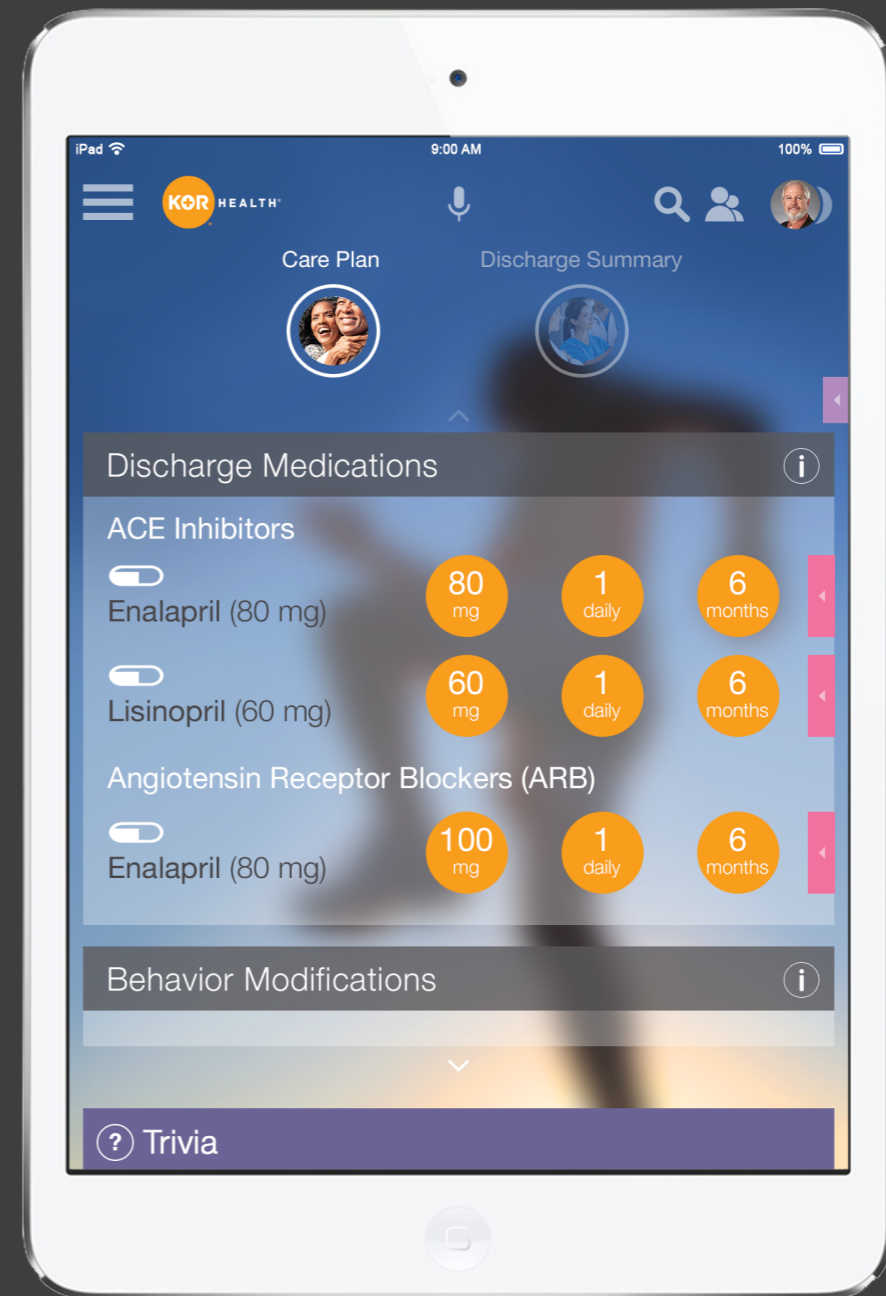 iPad 9:00 AM 100%
KOR HEALTH
Care Plan Discharge Summary
Discharge Medications i
ACE Inhibitors
Enalapril (80 mg) 80 mg 1 daily 6 months
Lisinopril (60 mg) 60 mg 1 daily 6 months
Angiotensin Receptor Blockers (ARB)
Enalapril (80 mg) 100 mg 1 daily 6 months
Behavior Modifications i
? Trivia